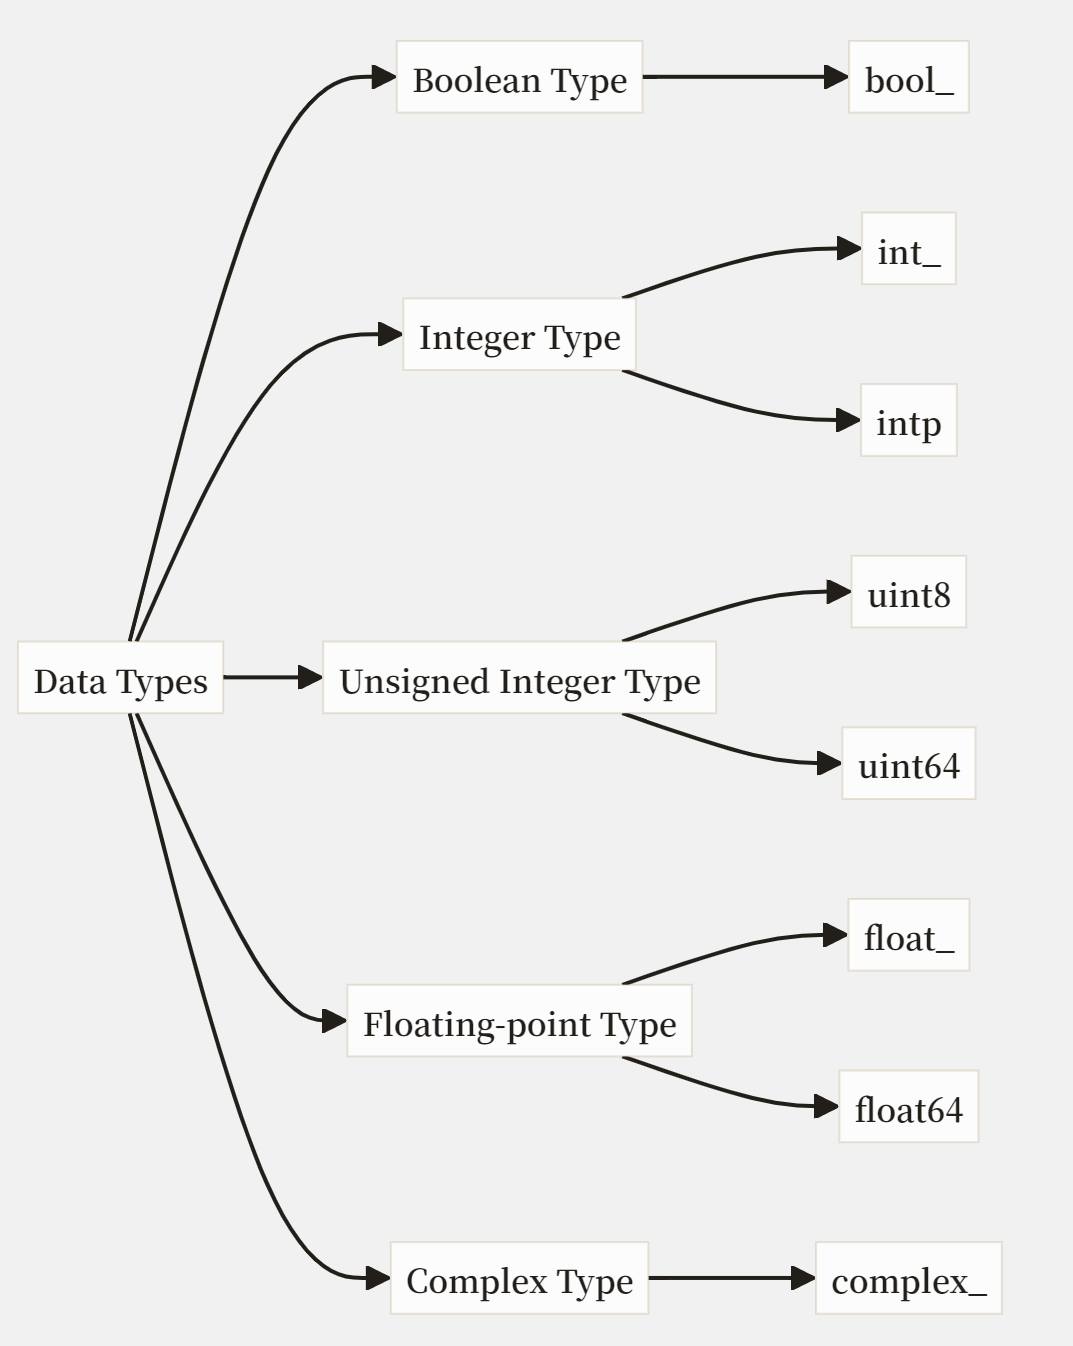 Data Types
Boolean Type
bool_
Integer Type
int_
intp
Unsigned Integer Type
uint8
uint64
Floating-point Type
float_
float64
Complex Type
complex_